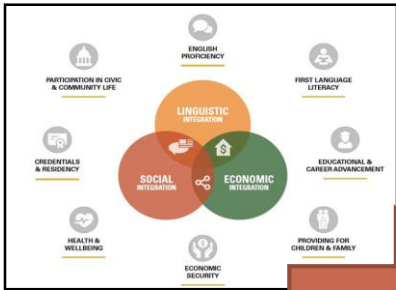 ENGLISH
PROFICIENCY
PARTICIPATION IN CIVIC
& COMMUNITY LIFE
FIRST LANGUAGE
LITERACY
LINGUISTIC
INTEGRATION
CREDENTIALS
& RESIDENCY
SOCIAL
INTEGRATION
ECONOMIC
INTEGRATION
EDUCATIONAL &
CAREER ADVANCEMENT
HEALTH &
WELLBEING
ECONOMIC
SECURITY
PROVIDING FOR
CHILDREN & FAMILY